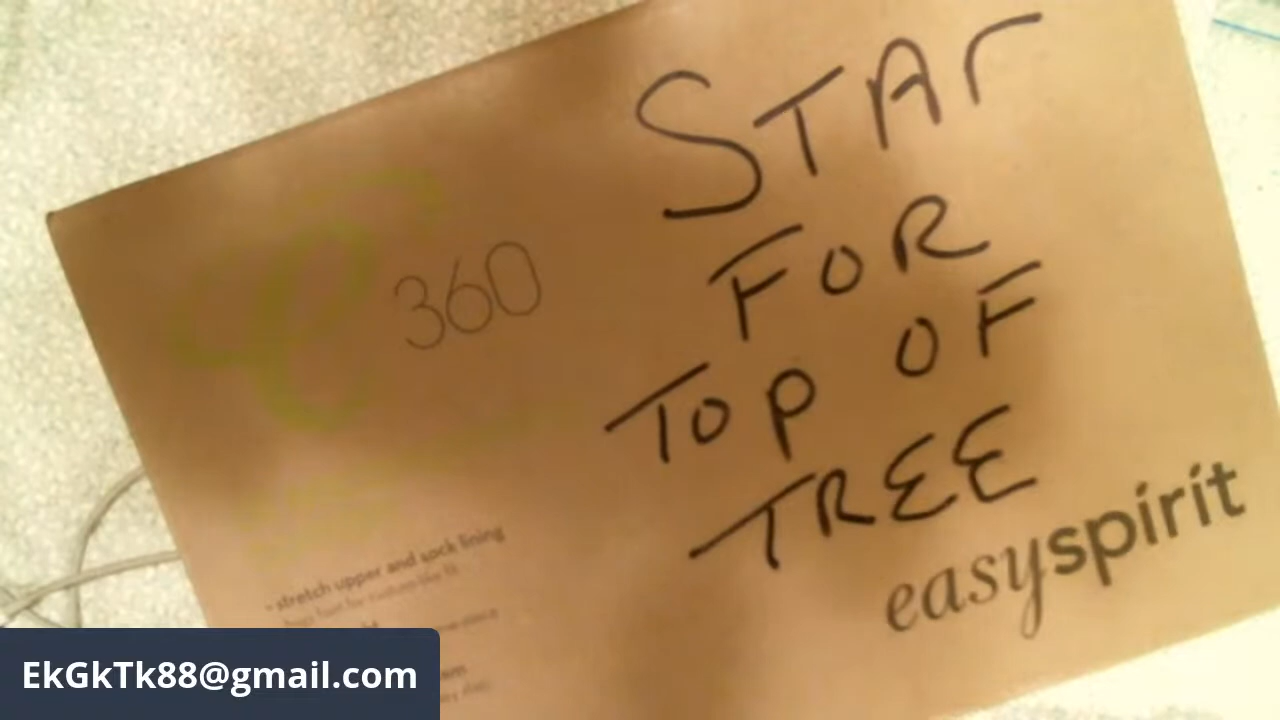 STAr
FOR
TOP OF
TREE
360
easyspirit
• stretch upper and sock lining
EkGkTk88@gmail.com